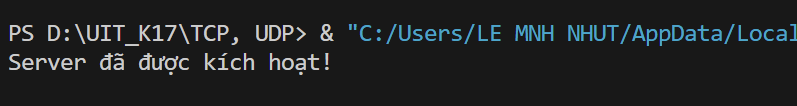 PS D:\UIT_K17\TCP, UDP> & "C:/Users/LE MNH NHUT/AppData/Local
Server đã được kích hoạt!